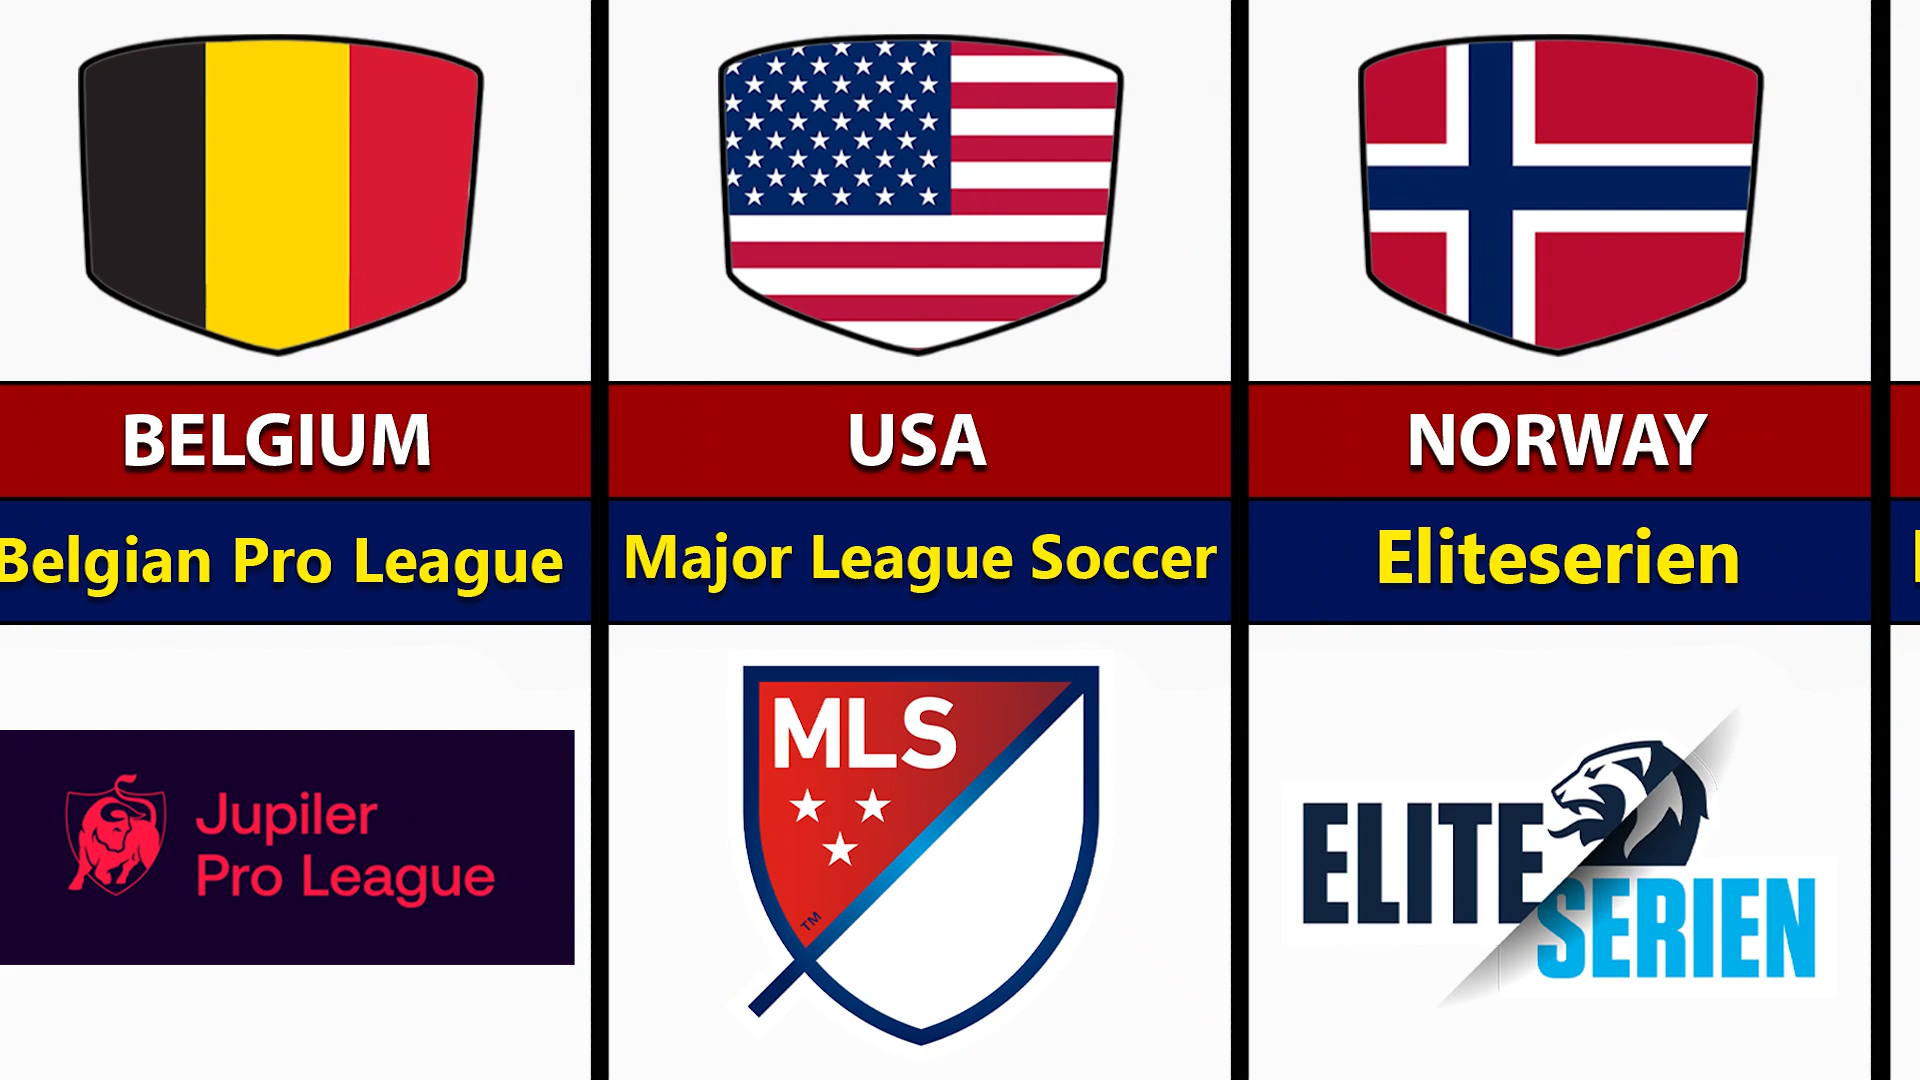 BELGIUM
Belgian Pro League
Jupiler
Pro League
USA
Major League Soccer
MLS
TM
NORWAY
Eliteserien
ELITE
SERIEN